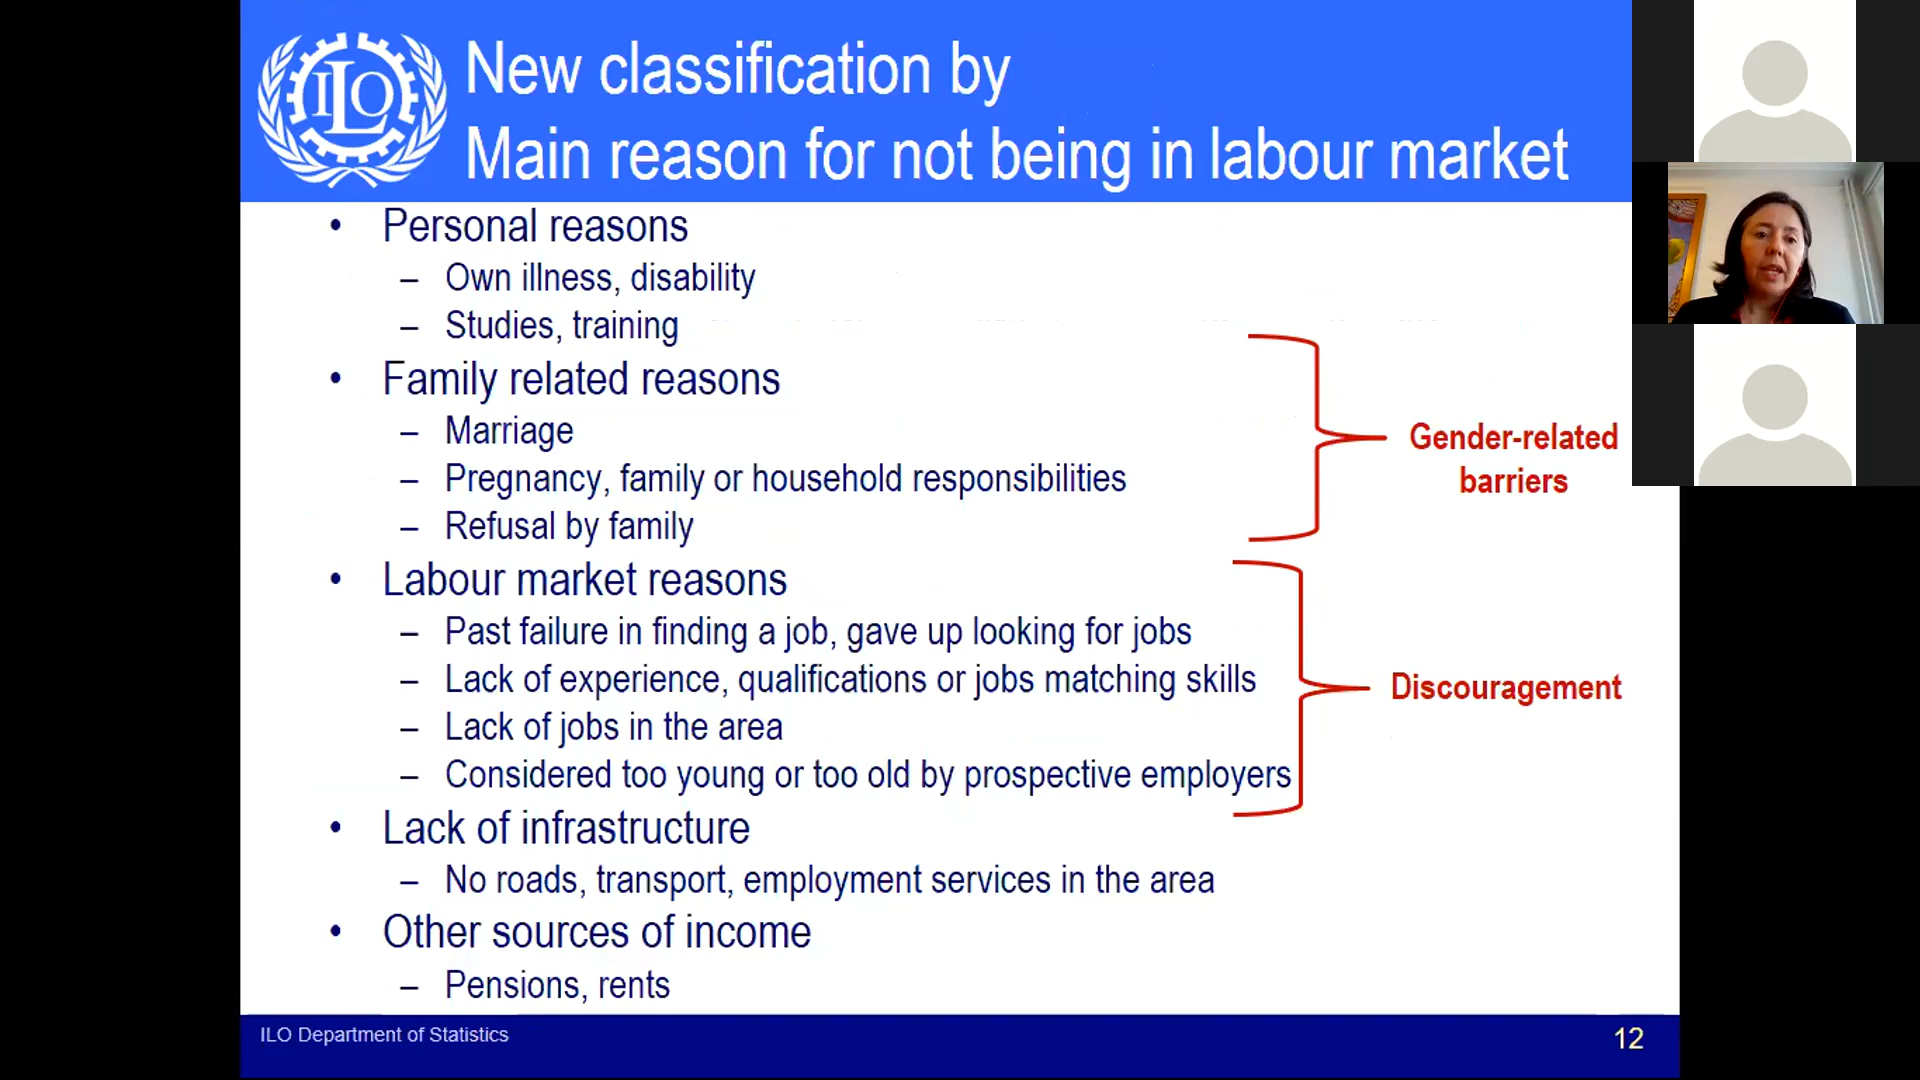 ILO
New classification by
Main reason for not being in labour market
• Personal reasons
– Own illness, disability
– Studies, training
• Family related reasons
– Marriage
– Pregnancy, family or household responsibilities
– Refusal by family
Gender-related
barriers
• Labour market reasons
– Past failure in finding a job, gave up looking for jobs
– Lack of experience, qualifications or jobs matching skills
– Lack of jobs in the area
– Considered too young or too old by prospective employers
Discouragement
• Lack of infrastructure
– No roads, transport, employment services in the area
• Other sources of income
– Pensions, rents
ILO Department of Statistics
12